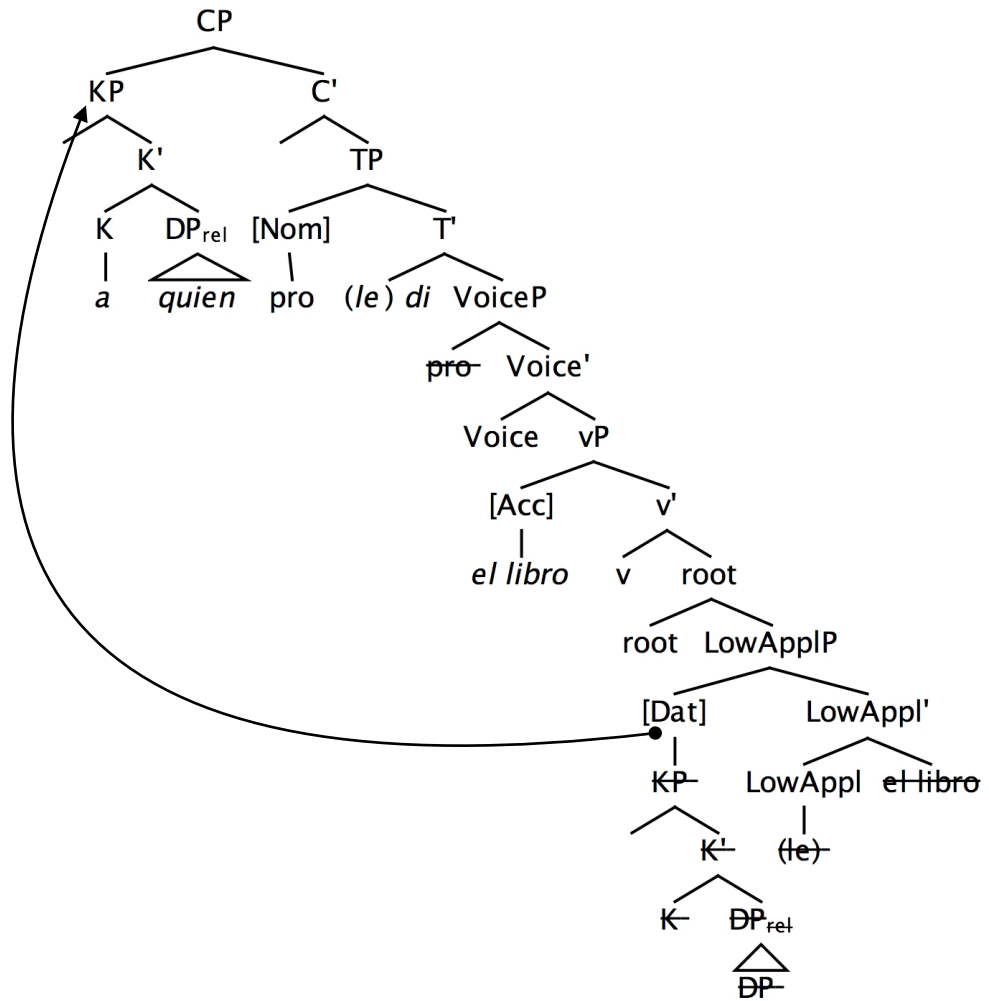 CP
KP C'
K' TP
K DPrel [Nom] T'
a quien pro (le) di VoiceP
pro Voice'
Voice vP
[Acc] v'
el libro v root
root LowApplP
[Dat] LowAppl'
KP LowAppl el libro
K' (le)
K DPrel
DP